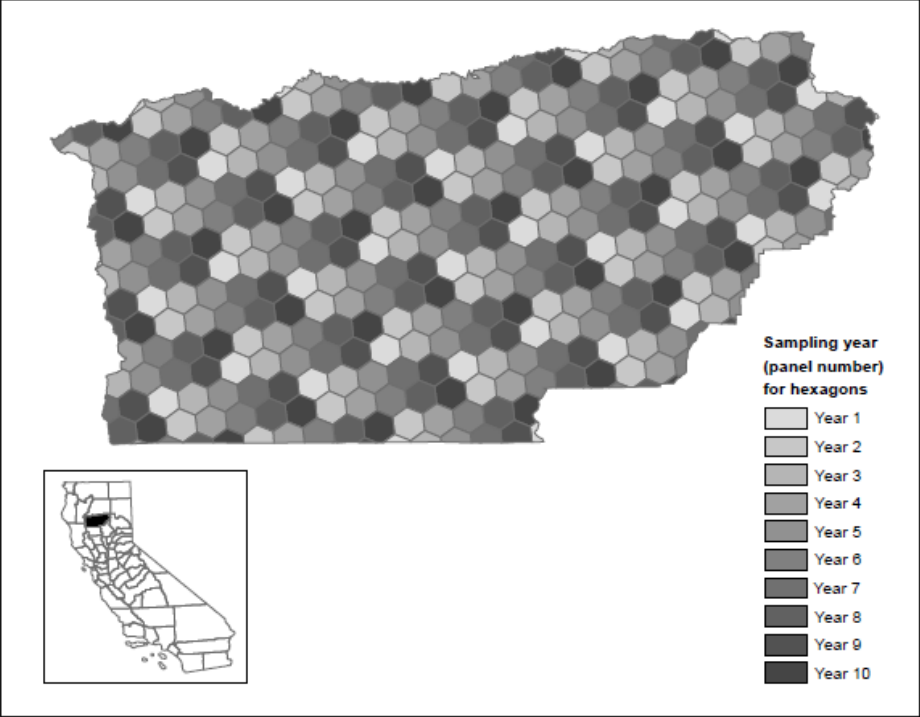 Sampling year
(panel number)
for hexagons
Year 1
Year 2
Year 3
Year 4
Year 5
Year 6
Year 7
Year 8
Year 9
Year 10